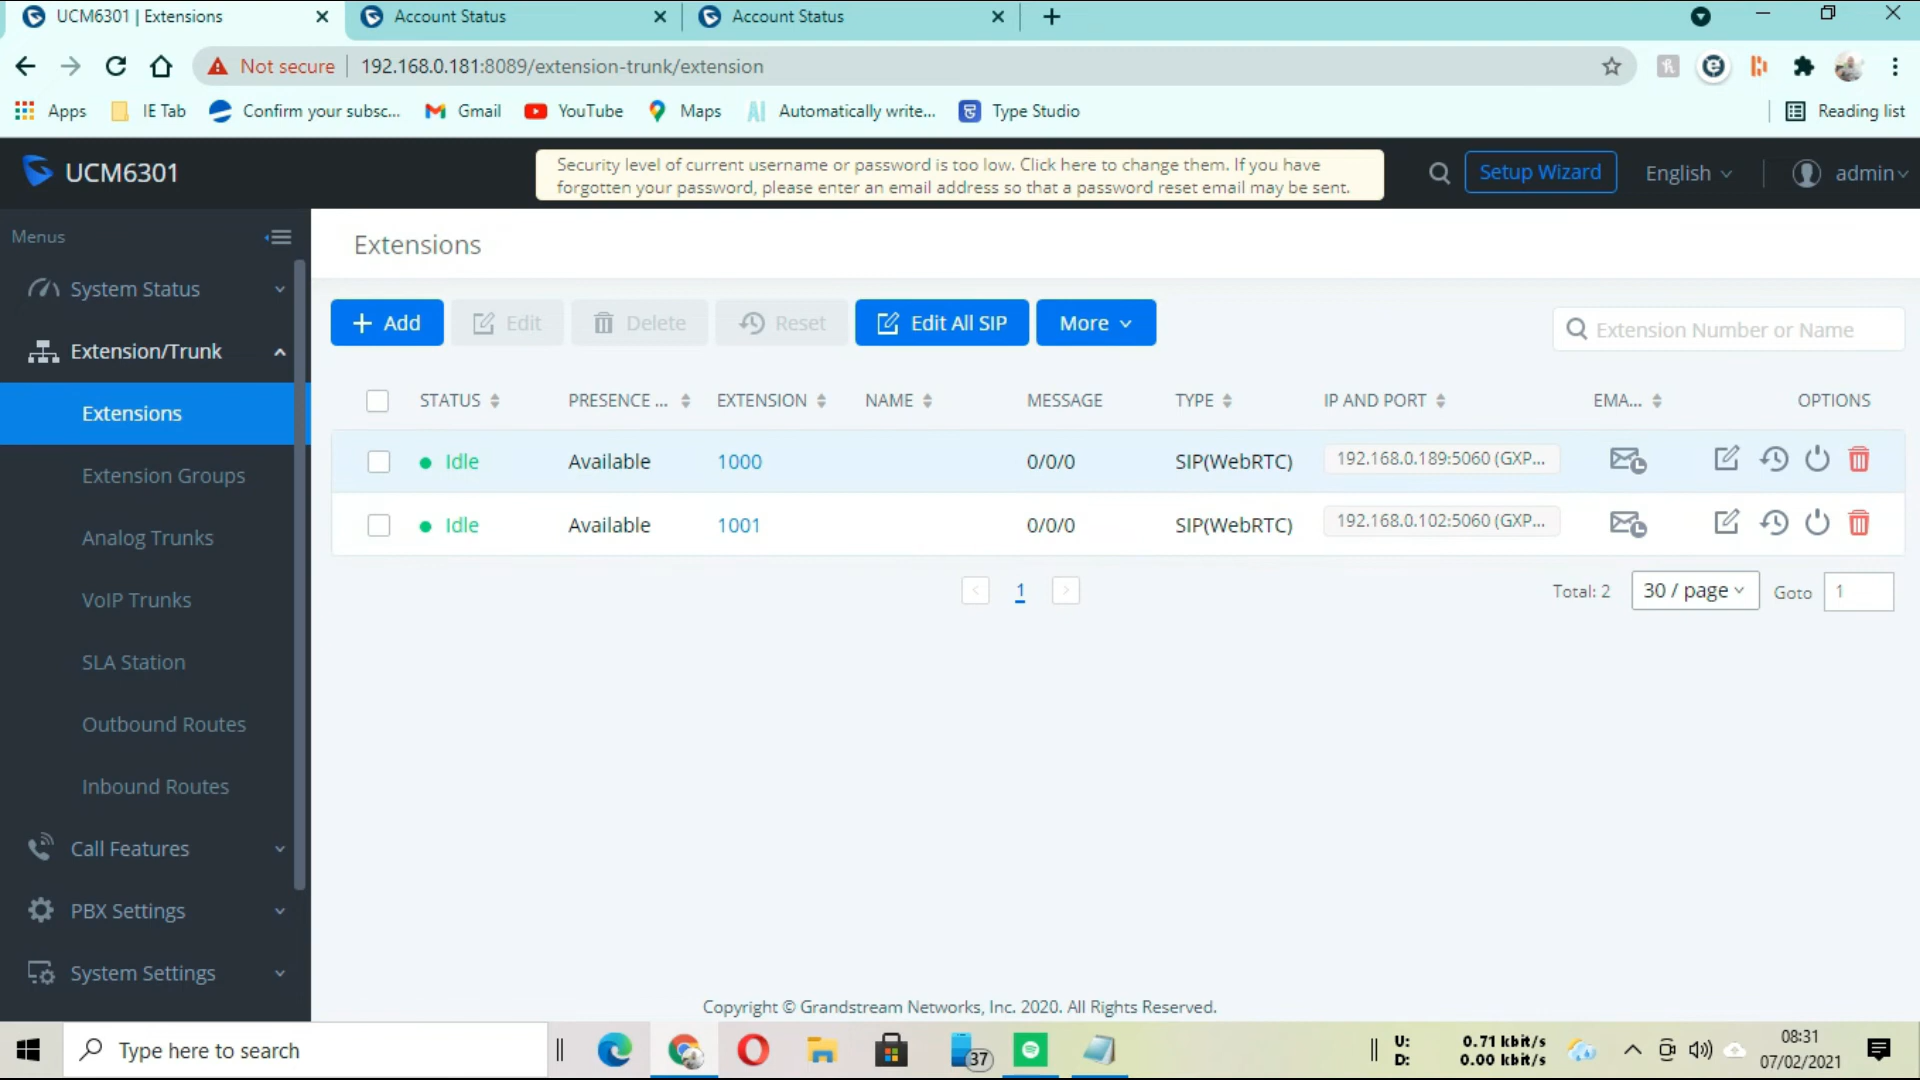 UCM6301 | Extensions
Account Status
Account Status
Not secure
192.168.0.181:8089/extension-trunk/extension
Apps
IE Tab
Confirm your subsc...
Gmail
YouTube
Maps
AI
Automatically write...
Type Studio
Reading list
UCM6301
Security level of current username or password is too low. Click here to change them. If you have
forgotten your password, please enter an email address so that a password reset email may be sent.
Setup Wizard
English
admin
Menus
System Status
Extension/Trunk
Extensions
Extension Groups
Analog Trunks
VoIP Trunks
SLA Station
Outbound Routes
Inbound Routes
Call Features
PBX Settings
System Settings
Extensions
+ Add
Edit
Delete
Reset
Edit All SIP
More
Extension Number or Name
STATUS PRESENCE ... EXTENSION NAME MESSAGE TYPE IP AND PORT EMA... OPTIONS
Idle Available 1000 0/0/0 SIP(WebRTC) 192.168.0.189:5060 (GXP...
Idle Available 1001 0/0/0 SIP(WebRTC) 192.168.0.102:5060 (GXP...
< 1 >
Total: 2
30 / page
Goto 1
Copyright © Grandstream Networks, Inc. 2020. All Rights Reserved.
Type here to search
37
U: 0.71 kbit/s
D: 0.00 kbit/s
08:31
07/02/2021